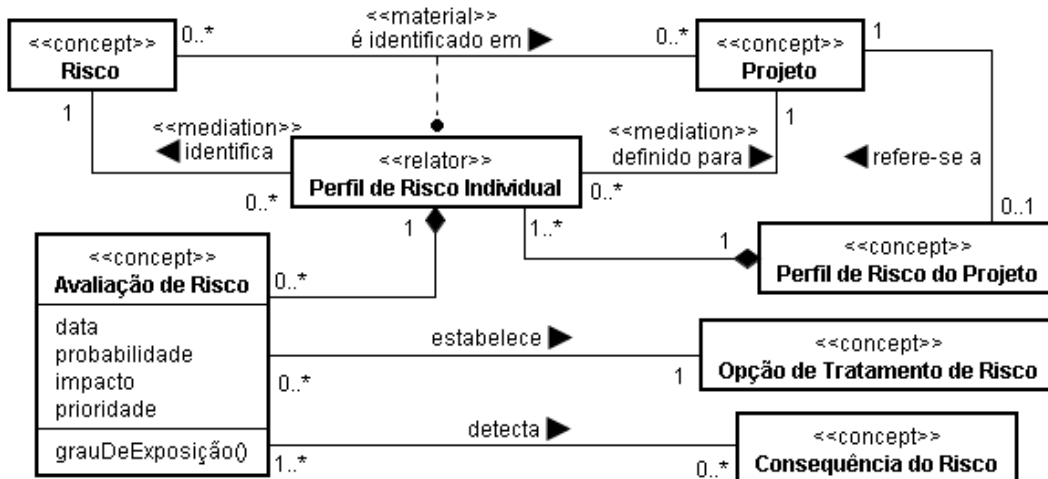 <<material>>
0..*
é identificado em
0..*
<<concept>>
Risco
<<concept>>
Projeto
1
1
<<mediation>>
identifica
<<mediation>>
definido para
1
refere-se a
<<relator>>
Perfil de Risco Individual
0..*
0..*
0..1
1
1..*
1
<<concept>>
Perfil de Risco do Projeto
<<concept>>
Avaliação de Risco
0..*
data
probabilidade
impacto
prioridade
grauDeExposição()
estabelece
0..*
1
<<concept>>
Opção de Tratamento de Risco
detecta
1..*
0..*
<<concept>>
Consequência do Risco